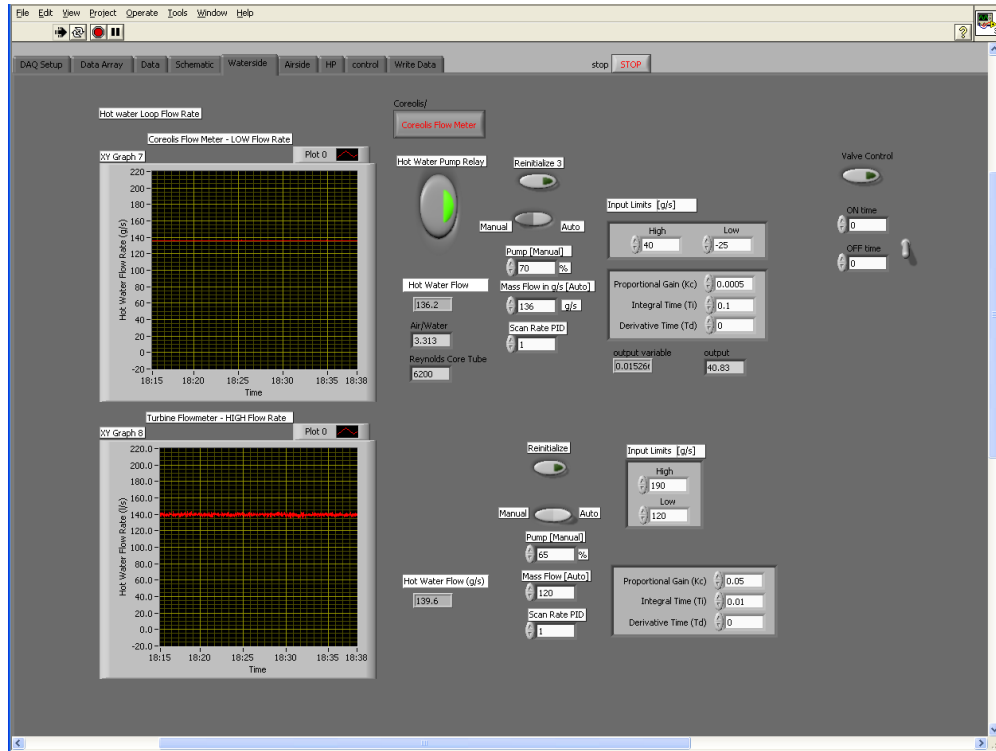 File Edit View Project Operate Tools Window Help
?
DAQ Setup Data Array Data Schematic Waterside Airside HP control Write Data
stop STOP
Hot water Loop Flow Rate
Coreolis Flow Meter - LOW Flow Rate
XY Graph 7
Plot 0
220
200
180
160
140
120
100
80
60
40
20
0
-20
Hot Water Flow Rate (g/s)
18:15 18:20 18:25 18:30 18:35 18:38
Time
Coreolis/
Coreolis Flow Meter
Hot Water Pump Relay
Reinitialize 3
Manual Auto
Pump [Manual]
70 %
Hot Water Flow
136.2
Mass Flow in g/s [Auto]
136 g/s
Air/Water
3.313
Scan Rate PID
1
Reynolds Core Tube
6200
Input Limits [g/s]
High Low
40 -25
Proportional Gain (Kc) 0.0005
Integral Time (Ti) 0.1
Derivative Time (Td) 0
output variable output
40.83
Valve Control
ON time
0
OFF time
0
Turbine Flowmeter - HIGH Flow Rate
XY Graph 8
Plot 0
220.0
200.0
180.0
160.0
140.0
120.0
100.0
80.0
60.0
40.0
20.0
0.0
-20.0
Hot Water Flow Rate (l/s)
18:15 18:20 18:25 18:30 18:35 18:38
Time
Reinitialize
Manual Auto
Pump [Manual]
65 %
Hot Water Flow (g/s)
139.6
Mass Flow [Auto]
120
Scan Rate PID
1
Input Limits [g/s]
High
190
Low
120
Proportional Gain (Kc) 0.05
Integral Time (Ti) 0.01
Derivative Time (Td) 0